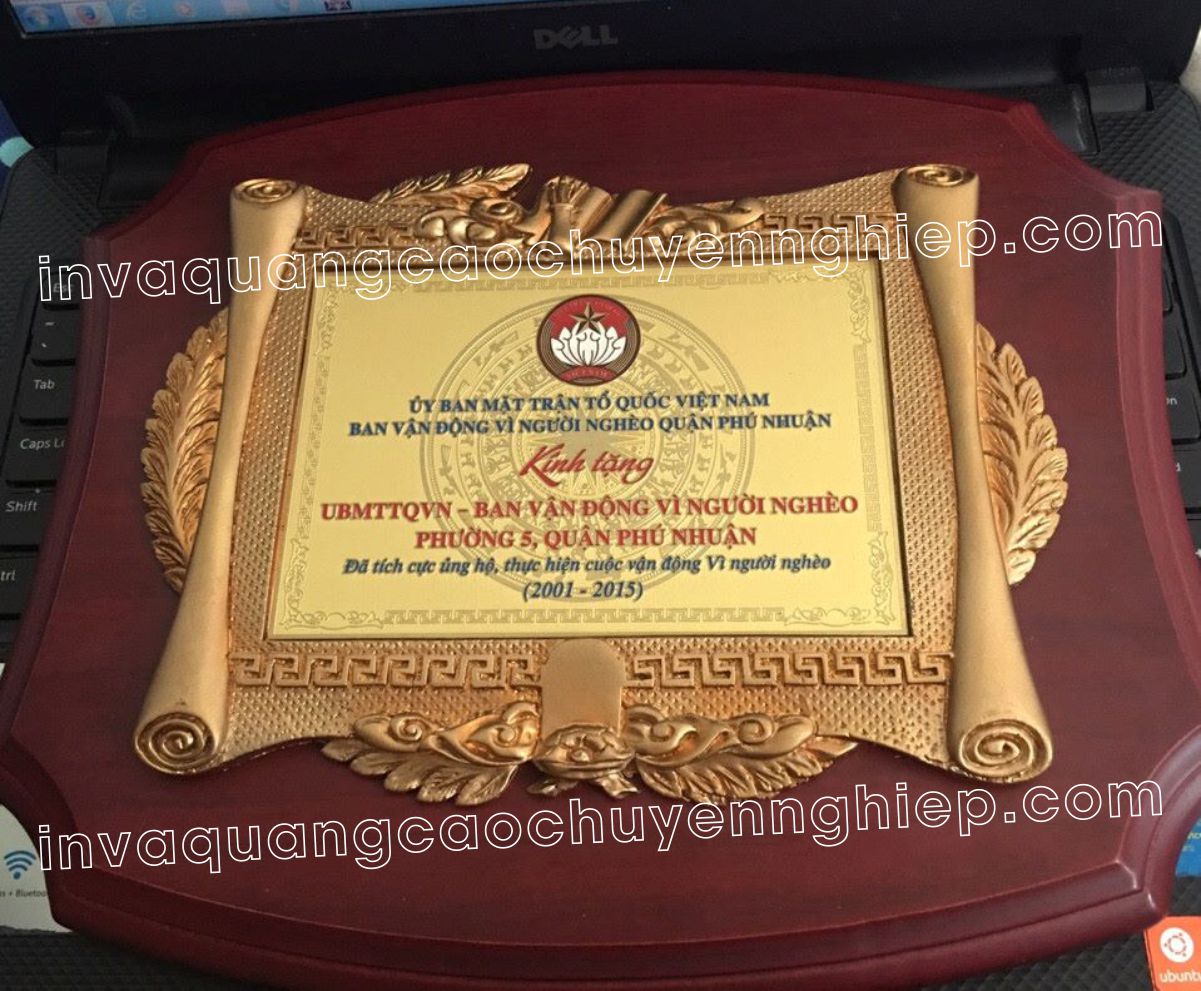 DELL
invaquangcaochuyennghiep.com
ỦY BAN MẶT TRẬN TỔ QUỐC VIỆT NAM
BAN VẬN ĐỘNG VÌ NGƯỜI NGHÈO QUẬN PHÚ NHUẬN
Kính tặng
UBMTTQVN - BAN VẬN ĐỘNG VÌ NGƯỜI NGHÈO
PHƯỜNG 5, QUẬN PHÚ NHUẬN
Đã tích cực ủng hộ, thực hiện cuộc vận động Vì người nghèo
(2001 - 2015)
invaquangcaochuyennghiep.com
Tab
Caps
Shift
ubuntu